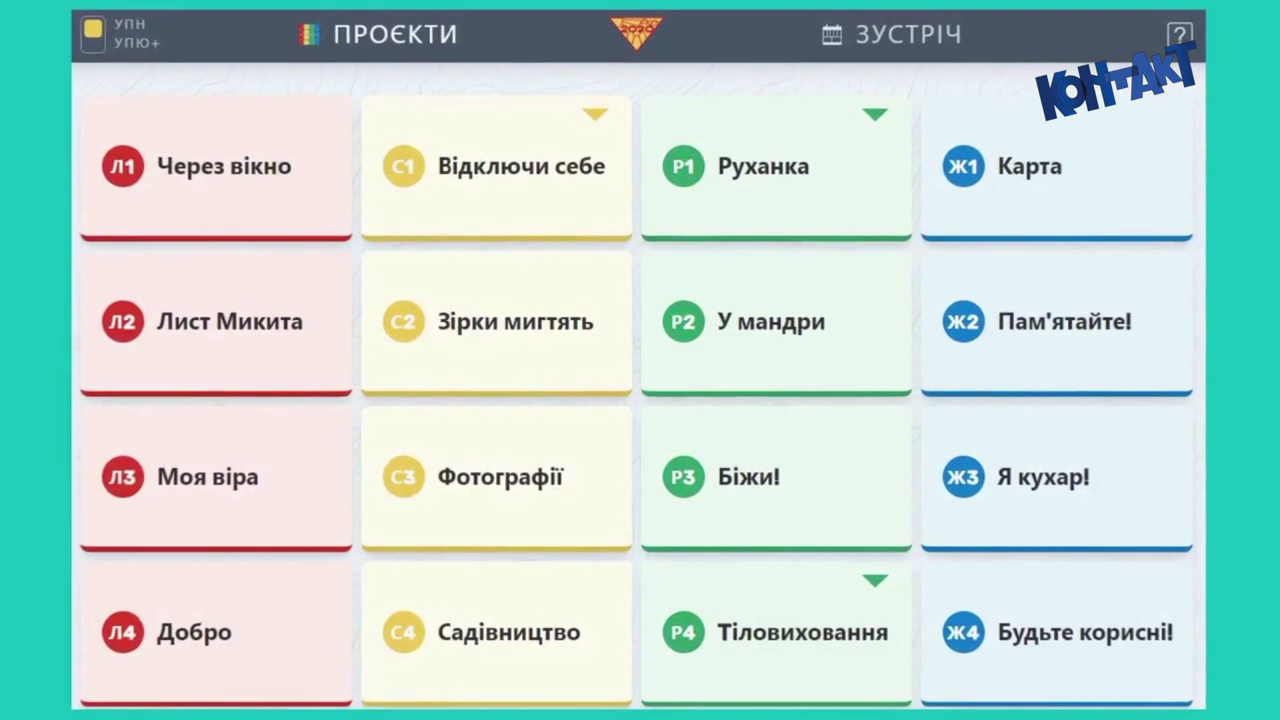 УПН
УПЮ+
ПРОЄКТИ
2020
ЗУСТРІЧ
?
КОНТАКТ
Л1 Через вікно
С1 Відключи себе
Р1 Руханка
Ж1 Карта
Л2 Лист Микита
С2 Зірки мигтять
Р2 У мандри
Ж2 Пам'ятайте!
Л3 Моя віра
С3 Фотографії
Р3 Біжи!
Ж3 Я кухар!
Л4 Добро
С4 Садівництво
Р4 Тіловиховання
Ж4 Будьте корисні!